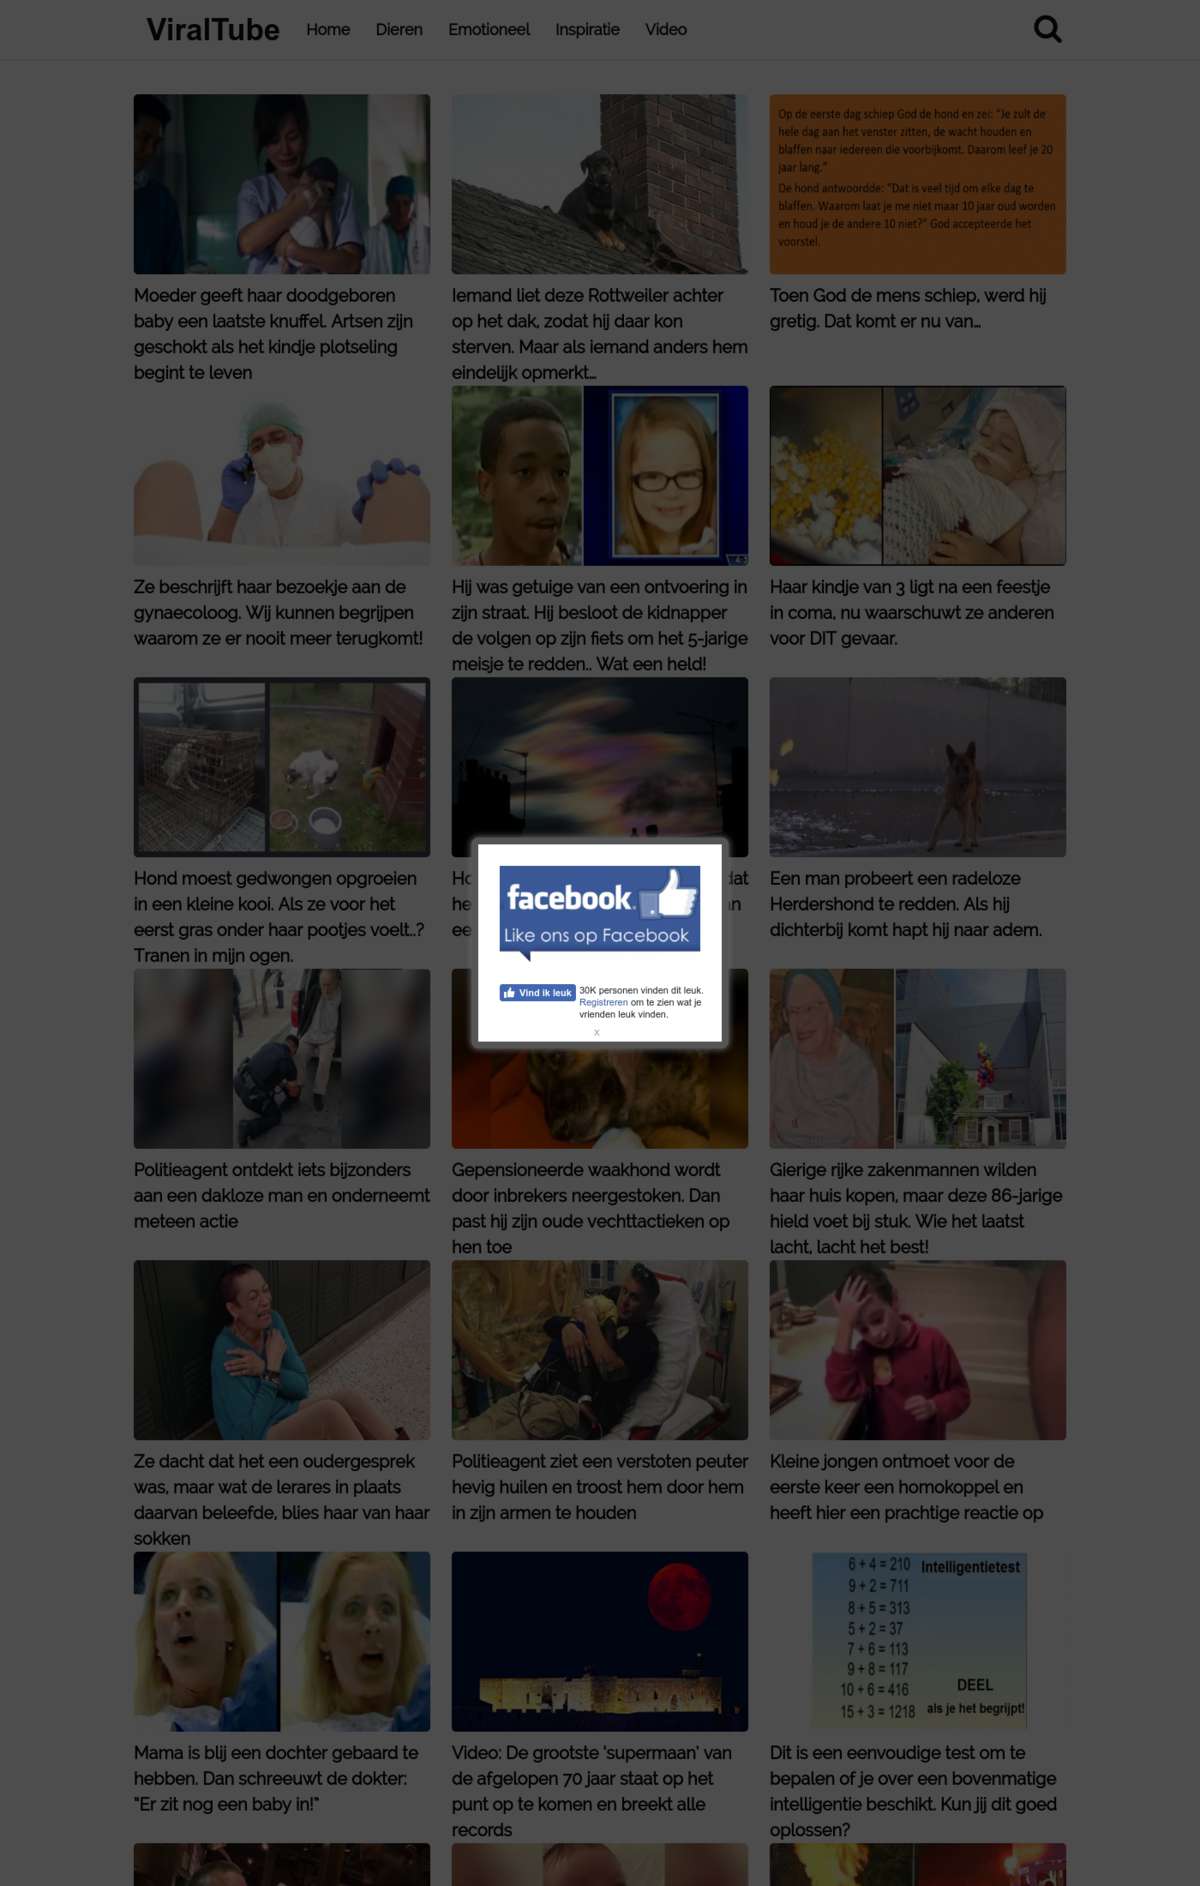 ViralTube Home Dieren Emotioneel Inspiratie Video
Op de eerste dag schiep God de hond en zei: "Je zult de
hele dag aan het venster zitten, de wacht houden en
blaffen naar iedereen die voorbijkomt. Daarom leef je 20
jaar lang."
De hond antwoordde: "Dat is veel tijd om elke dag te
blaffen. Waarom laat je me niet maar 10 jaar oud worden
en houd je de andere 10 niet?" God accepteerde het
voorstel.
Moeder geeft haar doodgeboren
baby een laatste knuffel. Artsen zijn
geschokt als het kindje plotseling
begint te leven
Iemand liet deze Rottweiler achter
op het dak, zodat hij daar kon
sterven. Maar als iemand anders hem
eindelijk opmerkt...
Toen God de mens schiep, werd hij
gretig. Dat komt er nu van...
Ze beschrijft haar bezoekje aan de
gynaecoloog. Wij kunnen begrijpen
waarom ze er nooit meer terugkomt!
Hij was getuige van een ontvoering in
zijn straat. Hij besloot de kidnapper
de volgen op zijn fiets om het 5-jarige
meisje te redden.. Wat een held!
Haar kindje van 3 ligt na een feestje
in coma, nu waarschuwt ze anderen
voor DIT gevaar.
Hond moest gedwongen opgroeien
in een kleine kooi. Als ze voor het
eerst gras onder haar pootjes voelt..?
Tranen in mijn ogen.
Een man probeert een radeloze
Herdershond te redden. Als hij
dichterbij komt hapt hij naar adem.
facebook
Like ons op Facebook
Vind ik leuk
30K personen vinden dit leuk.
Registreren om te zien wat je
vrienden leuk vinden.
x
Politieagent ontdekt iets bijzonders
aan een dakloze man en onderneemt
meteen actie
Gepensioneerde waakhond wordt
door inbrekers neergestoken. Dan
past hij zijn oude vechttactieken op
hen toe
Gierige rijke zakenmannen wilden
haar huis kopen, maar deze 86-jarige
hield voet bij stuk. Wie het laatst
lacht, lacht het best!
Ze dacht dat het een oudergesprek
was, maar wat de lerares in plaats
daarvan beleefde, blies haar van haar
sokken
Politieagent ziet een verstoten peuter
hevig huilen en troost hem door hem
in zijn armen te houden
Kleine jongen ontmoet voor de
eerste keer een homokoppel en
heeft hier een prachtige reactie op
Intelligentietest
6 + 4 = 210
9 + 2 = 711
8 + 5 = 313
5 + 2 = 37
7 + 6 = 113
9 + 8 = 117
10 + 6 = 416
15 + 3 = 1218
DEEL
als je het begrijpt!
Mama is blij een dochter gebaard te
hebben. Dan schreeuwt de dokter:
"Er zit nog een baby in!"
Video: De grootste 'supermaan' van
de afgelopen 70 jaar staat op het
punt op te komen en breekt alle
records
Dit is een eenvoudige test om te
bepalen of je over een bovenmatige
intelligentie beschikt. Kun jij dit goed
oplossen?